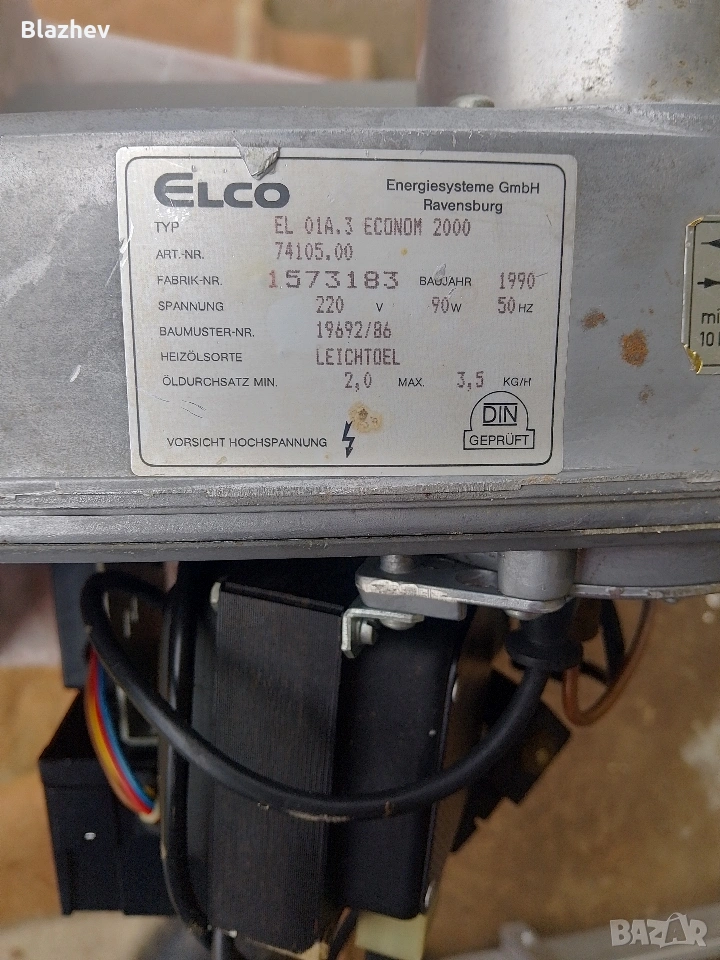 Blazhev
ELCO
Energiesysteme GmbH
Ravensburg
TYP EL 01A.3 ECONOM 2000
ART.-NR. 74105.00
FABRIK-NR. 1573183 BAUJAHR 1990
SPANNUNG 220 V 90 W 50 HZ
BAUMUSTER-NR. 19692/86
HEIZÖLSORTE LEICHTOEL
ÖLDURCHSATZ MIN. 2,0 MAX. 3,5 KG/H
VORSICHT HOCHSPANNUNG
DIN
GEPRÜFT
10
BAZAR